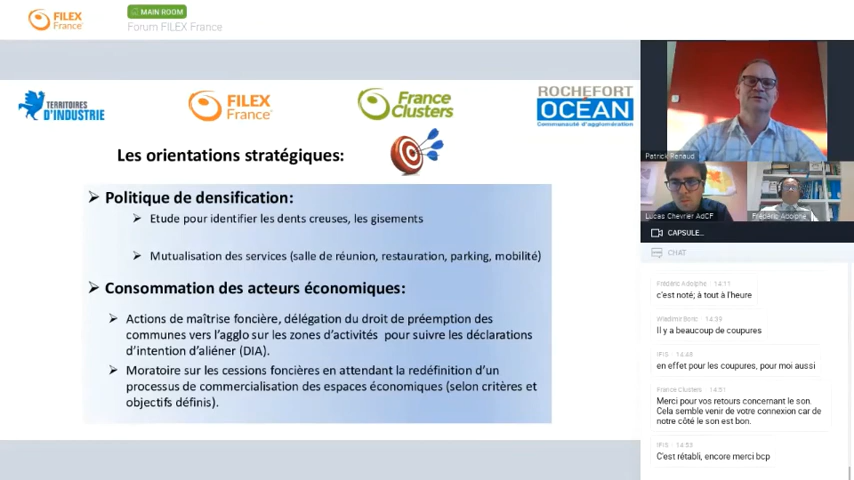 FILEX
France
MAIN ROOM
Forum FILEX France
TERRITOIRES
D'INDUSTRIE
FILEX
France
France
Clusters
ROCHEFORT
OCÉAN
Communauté d'agglomération
Les orientations stratégiques:
Politique de densification:
Etude pour identifier les dents creuses, les gisements
Mutualisation des services (salle de réunion, restauration, parking, mobilité)
Consommation des acteurs économiques:
Actions de maîtrise foncière, délégation du droit de préemption des
communes vers l'agglo sur les zones d'activités pour suivre les déclarations
d'intention d'aliéner (DIA).
Moratoire sur les cessions foncières en attendant la redéfinition d'un
processus de commercialisation des espaces économiques (selon critères et
objectifs définis).
Patrick Renaud
Lucas Chevrier AdCF
Frédéric Adolphe
CAPSULE...
CHAT
Frédéric Adolphe 14:11
c'est noté; à tout à l'heure
Wladimir Bonc 14:39
Il y a beaucoup de coupures
IFIS 14:48
en effet pour les coupures, pour moi aussi
France Clusters 14:51
Merci pour vos retours concernant le son.
Cela semble venir de votre connexion car de
notre côté le son est bon.
IFIS 14:53
C'est rétabli, encore merci bcp